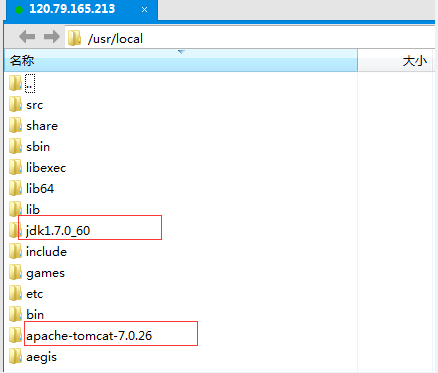 120.79.165.213 ×
/usr/local
名称 大小
..
src
share
sbin
libexec
lib64
lib
jdk1.7.0_60
include
games
etc
bin
apache-tomcat-7.0.26
aegis